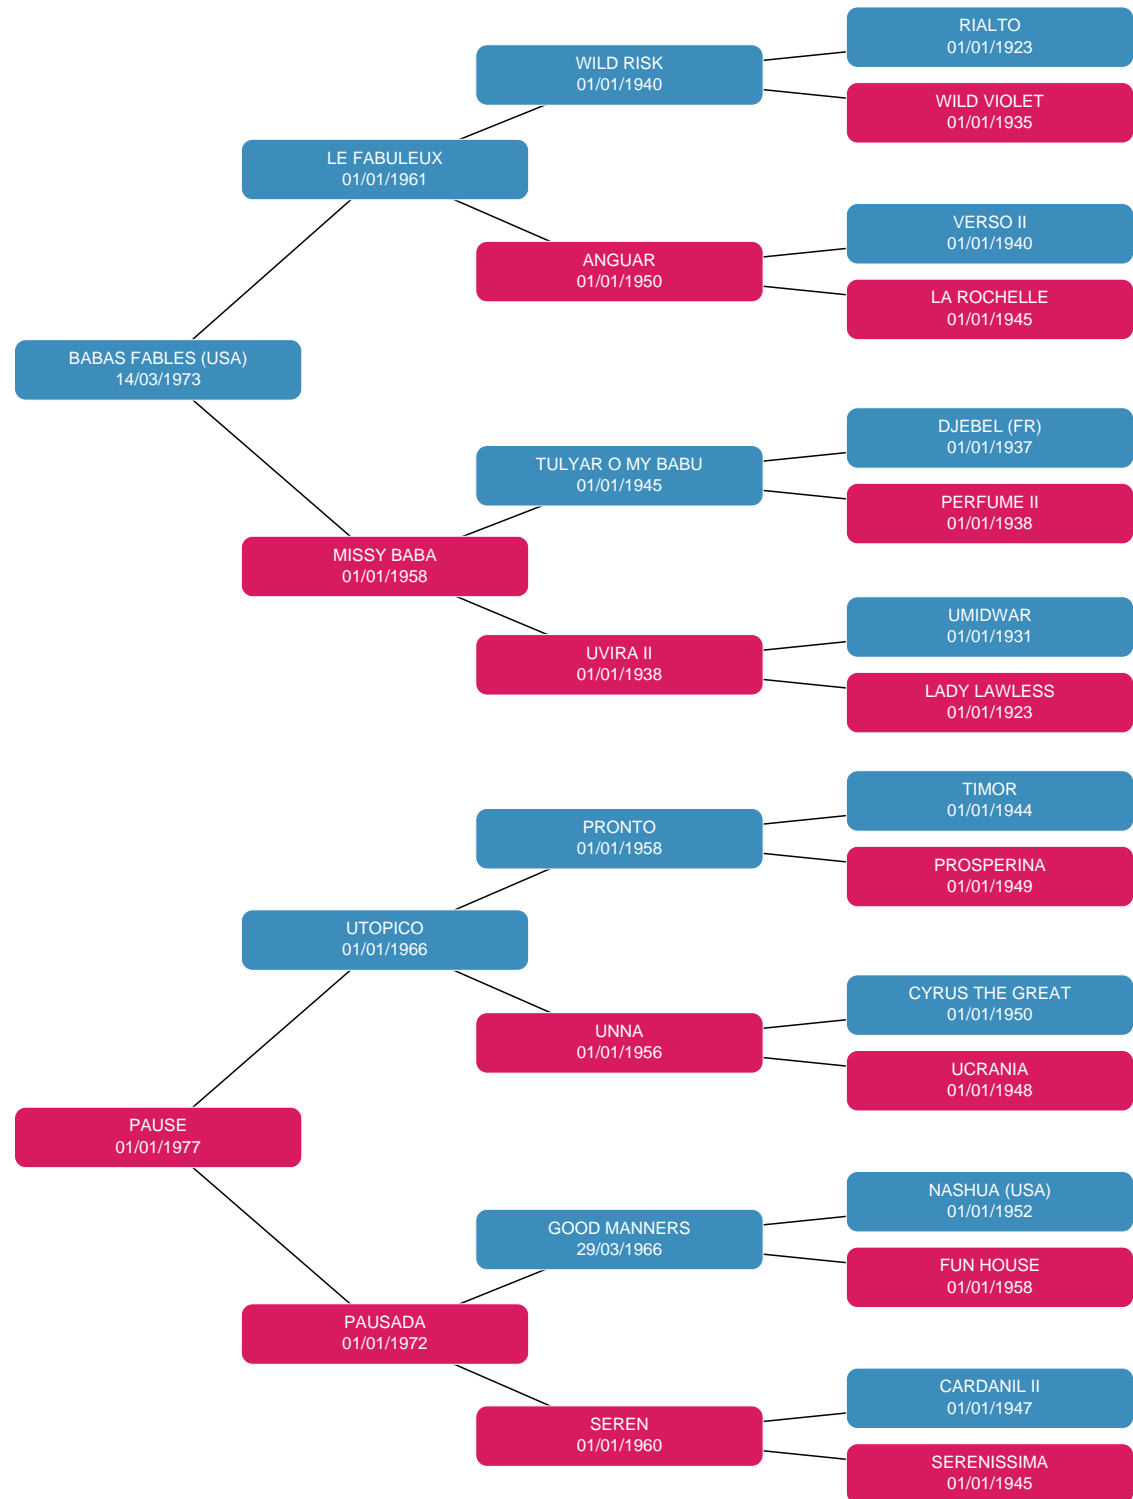 RIALTO
01/01/1923
WILD RISK
01/01/1940
WILD VIOLET
01/01/1935
LE FABULEUX
01/01/1961
VERSO II
01/01/1940
ANGUAR
01/01/1950
LA ROCHELLE
01/01/1945
BABAS FABLES (USA)
14/03/1973
DJEBEL (FR)
01/01/1937
TULYAR O MY BABU
01/01/1945
PERFUME II
01/01/1938
MISSY BABA
01/01/1958
UMIDWAR
01/01/1931
UVIRA II
01/01/1938
LADY LAWLESS
01/01/1923
TIMOR
01/01/1944
PRONTO
01/01/1958
PROSPERINA
01/01/1949
UTOPICO
01/01/1966
CYRUS THE GREAT
01/01/1950
UNNA
01/01/1956
UCRANIA
01/01/1948
PAUSE
01/01/1977
NASHUA (USA)
01/01/1952
GOOD MANNERS
29/03/1966
FUN HOUSE
01/01/1958
PAUSADA
01/01/1972
CARDANIL II
01/01/1947
SEREN
01/01/1960
SERENISSIMA
01/01/1945